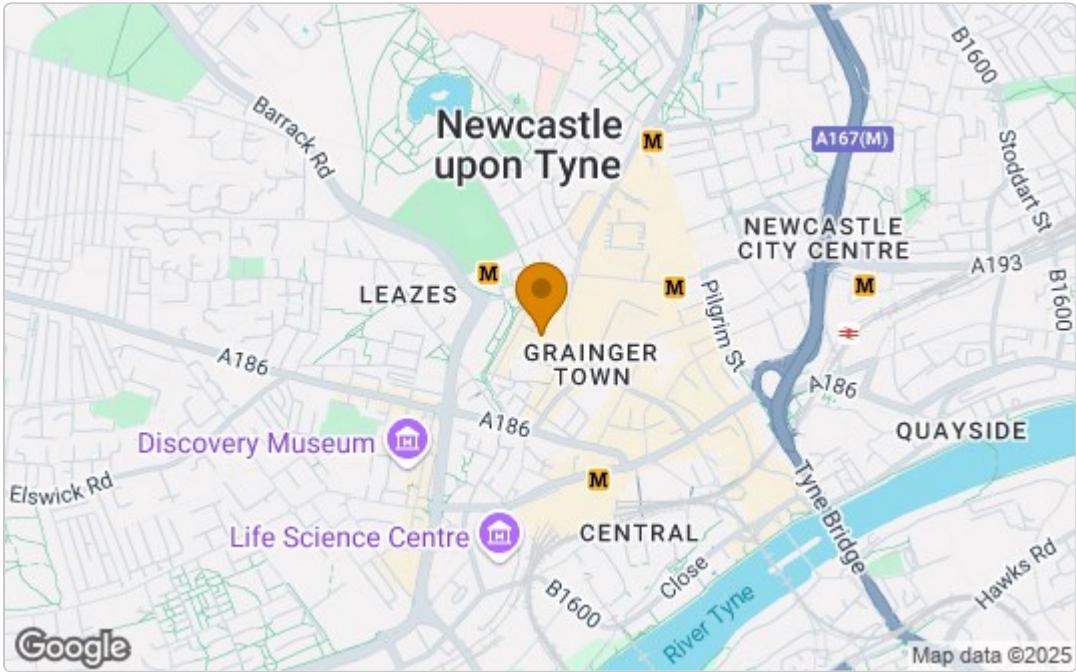 B1600
Barrack Rd
Newcastle
upon Tyne
M
A167(M)
Stoddart St
NEWCASTLE
CITY CENTRE
A193
M
LEAZES
M
M
Pilgrim St
B1600
GRAINGER
TOWN
A186
A186
A186
QUAYSIDE
Discovery Museum
Elswick Rd
M
Tyne Bridge
Life Science Centre
CENTRAL
Close
Hawks Rd
B1600
River Tyne
Google
Map data ©2025